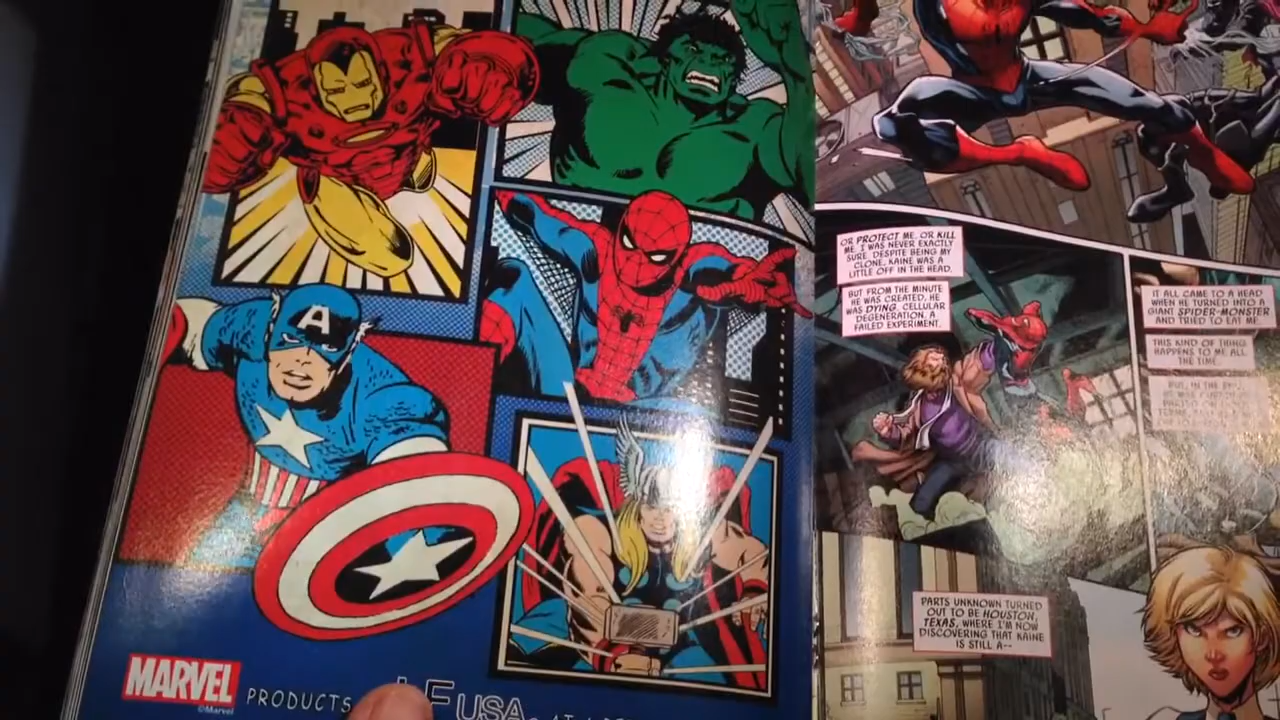 A
MARVEL
©Marvel
PRODUCTS
USA
OR PROTECT ME. OR KILL
ME. I WAS NEVER EXACTLY
SURE. DESPITE BEING MY
CLONE, KAINE WAS A
LITTLE OFF IN THE HEAD.
BUT FROM THE MINUTE
HE WAS CREATED, HE
WAS DYING. CELLULAR
DEGENERATION. A
FAILED EXPERIMENT.
IT ALL CAME TO A HEAD
WHEN HE TURNED INTO A
GIANT SPIDER-MONSTER
AND TRIED TO EAT ME.
THIS KIND OF THING
HAPPENS TO ME ALL
THE TIME.
BUT, IN THE
PARTS UNKNOWN TURNED
OUT TO BE HOUSTON,
TEXAS, WHERE I'M NOW
DISCOVERING THAT KAINE
IS STILL A--